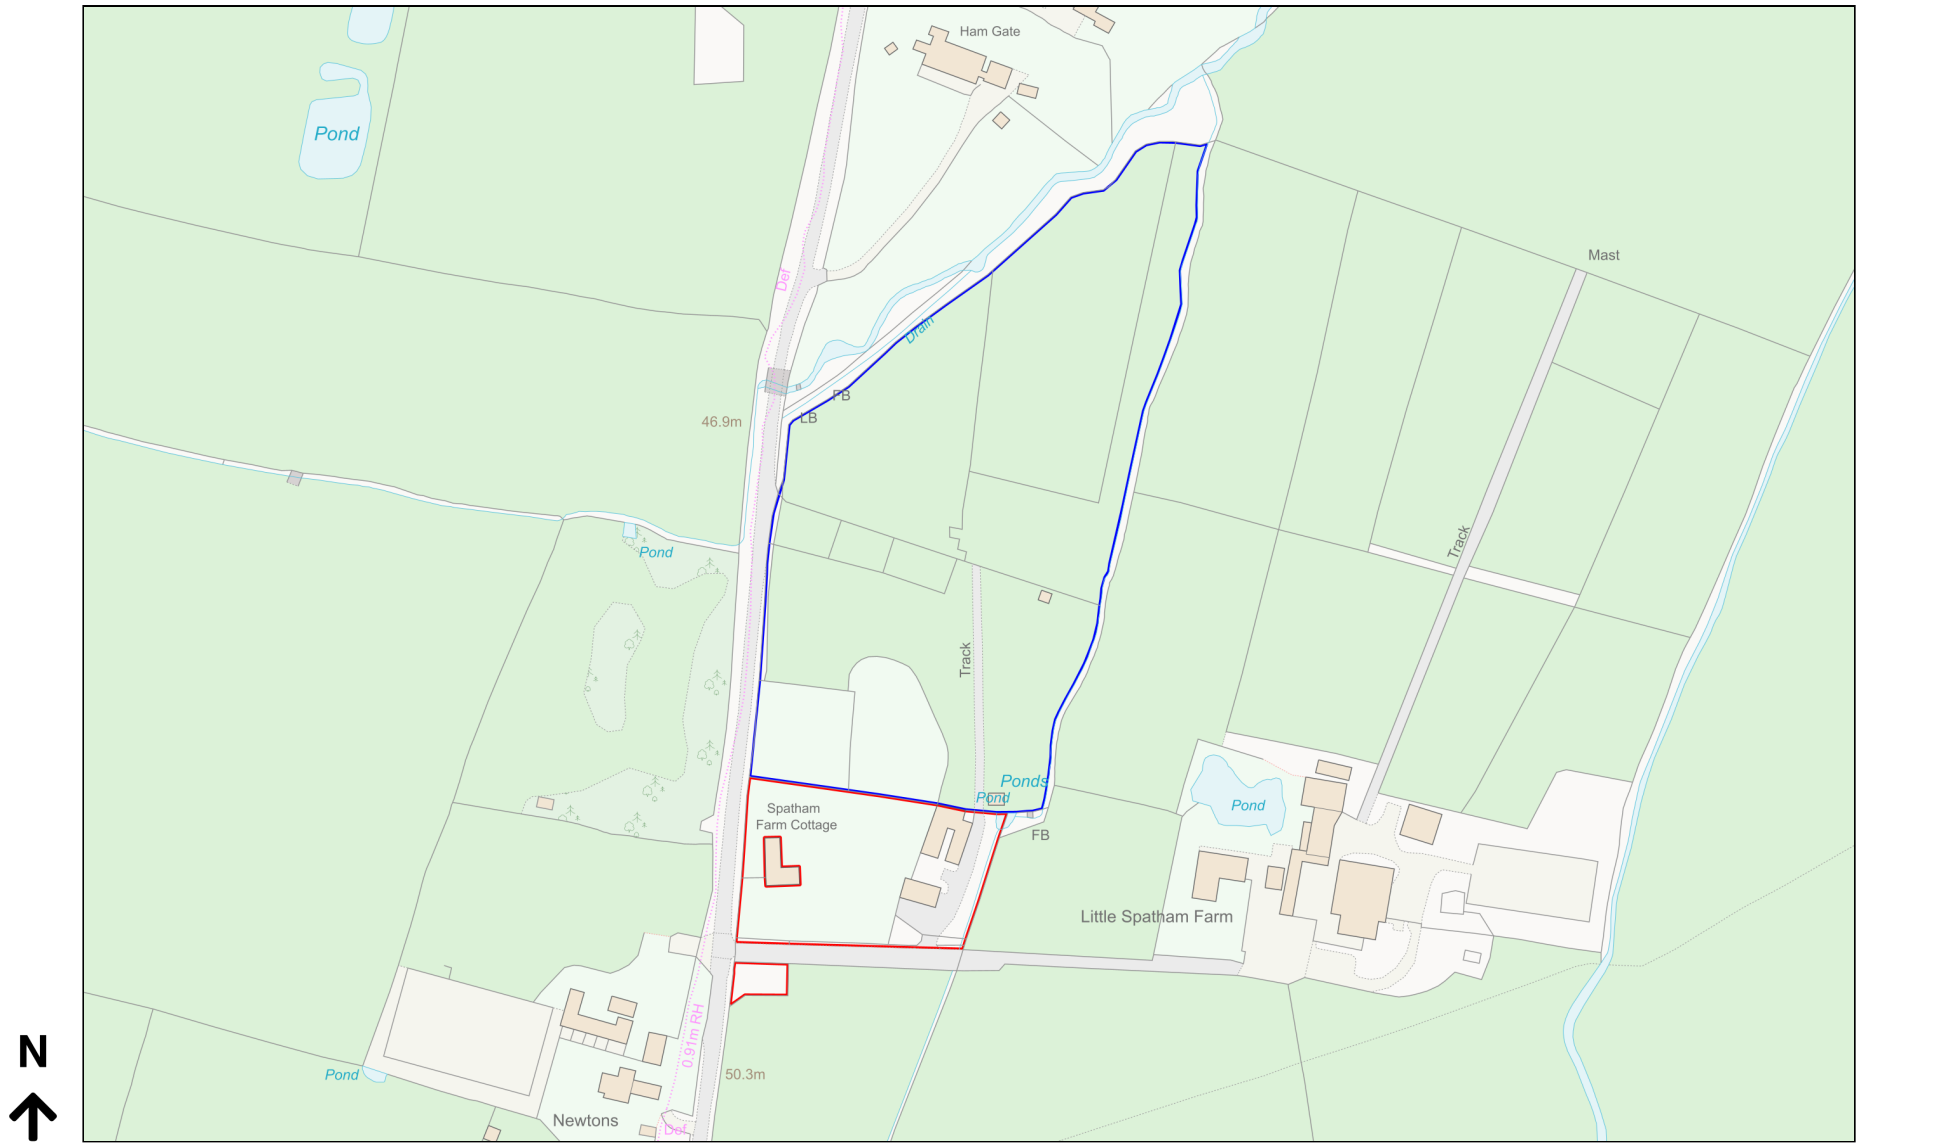 Ham Gate
Pond
Mast
Def
Drain
FB
LB
46.9m
Track
Pond
Track
Ponds
Pond
Spatham
Farm Cottage
Pond
FB
Little Spatham Farm
0.91m RH
50.3m
N
Pond
Newtons
Def